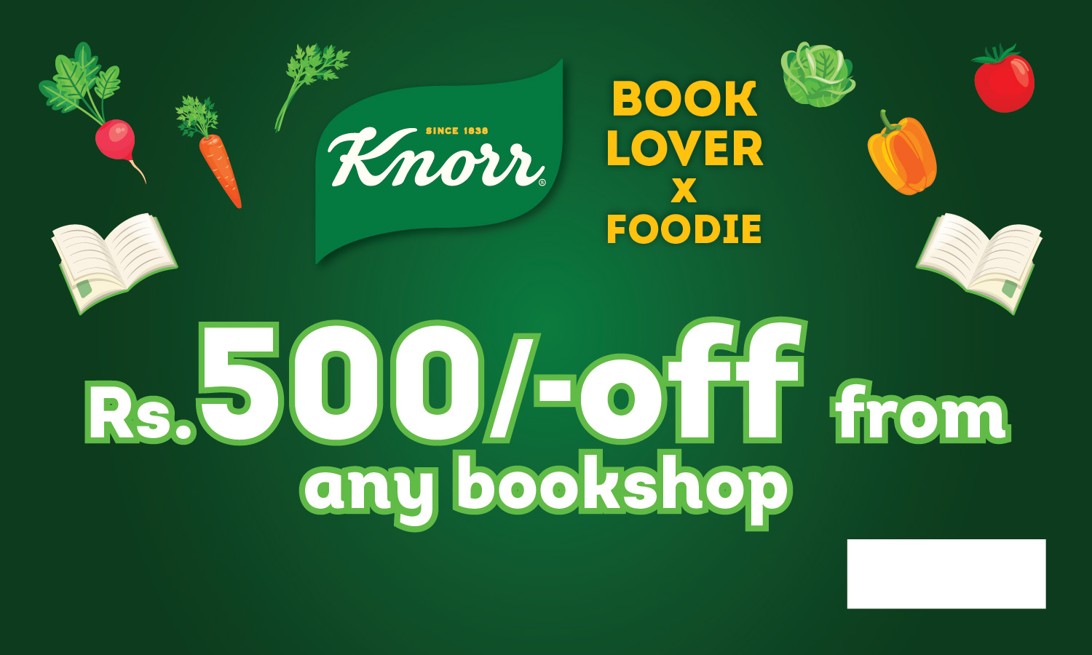 SINCE 1838
Knorr®
BOOK
LOVER
X
FOODIE
Rs.500/-off from
any bookshop